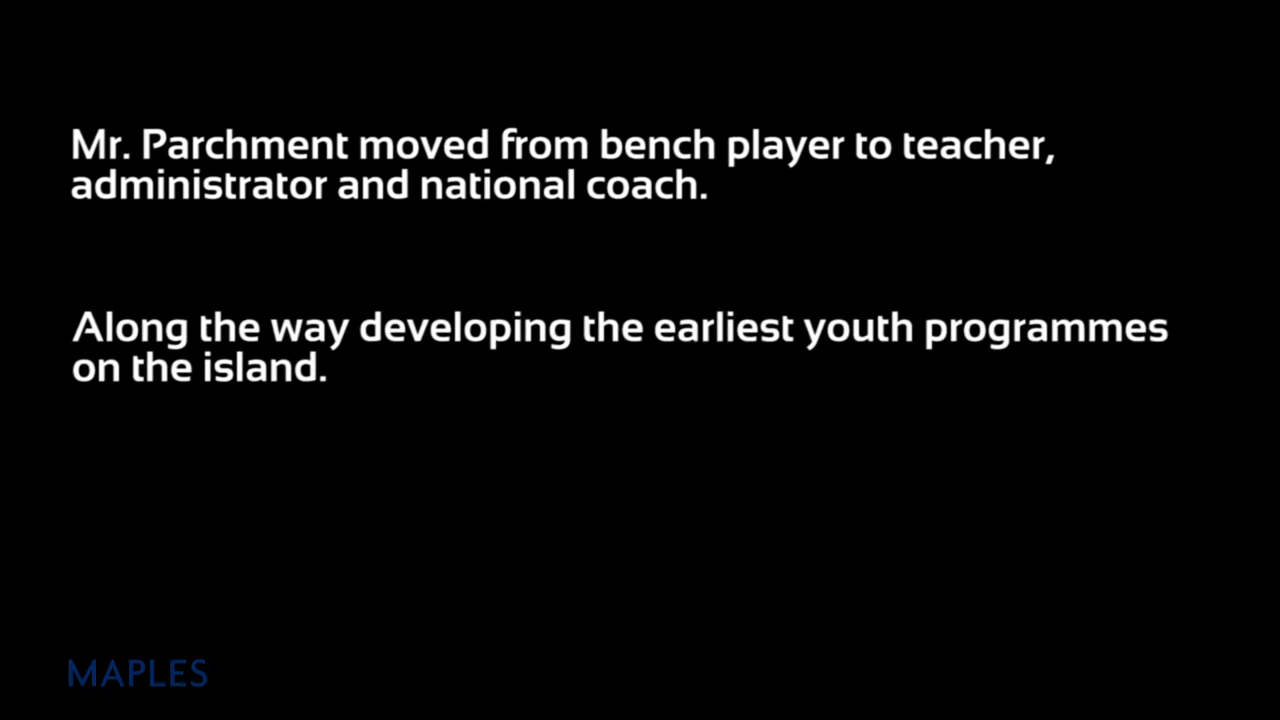 Mr. Parchment moved from bench player to teacher,
administrator and national coach.
Along the way developing the earliest youth programmes
on the island.
MAPLES